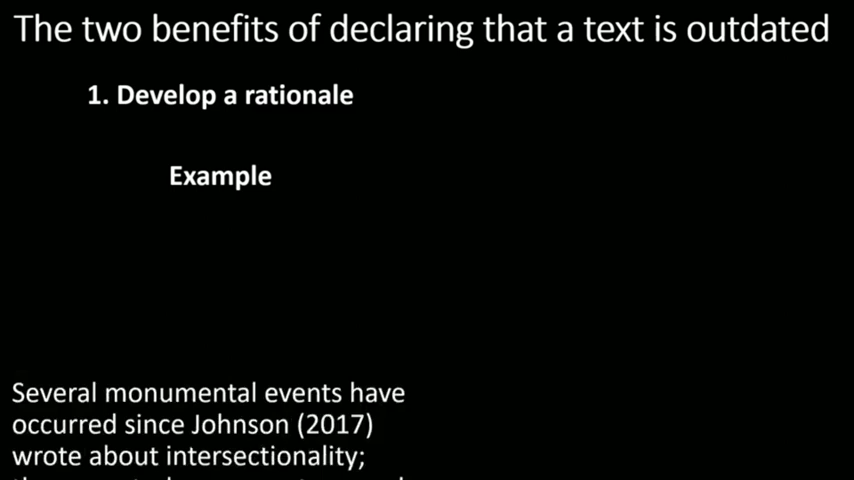 The two benefits of declaring that a text is outdated
1. Develop a rationale
Example
Several monumental events have
occurred since Johnson (2017)
wrote about intersectionality;